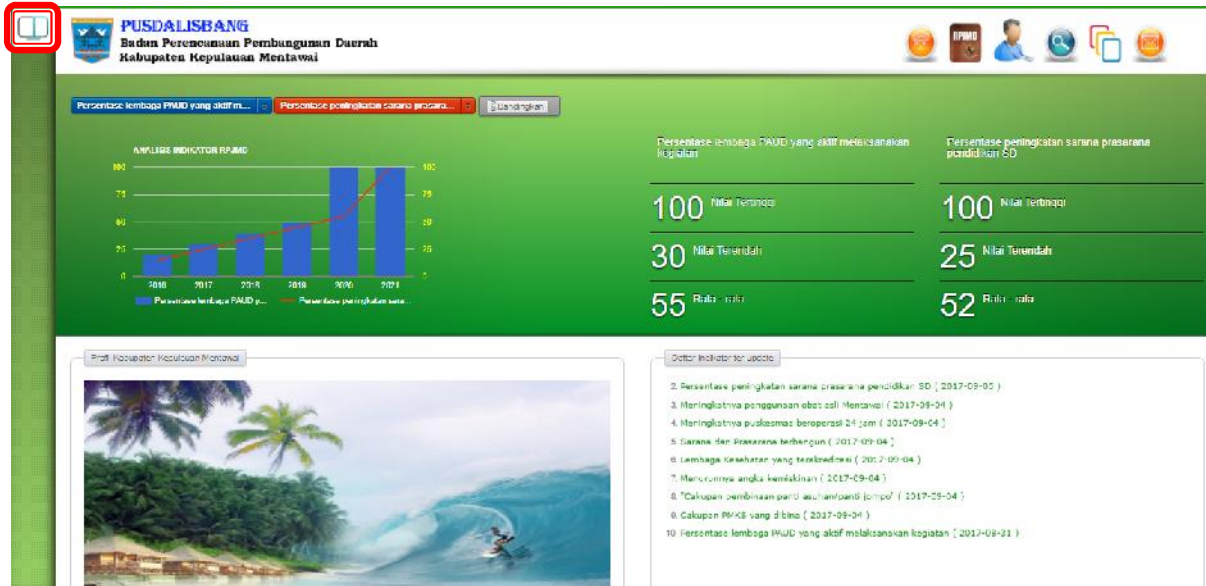 PUSDALISBANG
Badan Perencanaan Pembangunan Daerah
Kabupaten Kepulauan Mentawai
RPJMD
Persentase lembaga PAUD yang aktif m...
Persentase peningkatan sarana prasara...
Bandingkan
ANALISIS INDIKATOR RPJMD
100
75
50
25
0
100
75
50
25
0
2016 2017 2018 2019 2020 2021
Persentase lembaga PAUD y...
Persentase peningkatan sara...
Persentase lembaga PAUD yang aktif melaksanakan
kegiatan
100 Nilai Tertinggi
30 Nilai Terendah
55 Rata - rata
Persentase peningkatan sarana prasarana
pendidikan SD
100 Nilai Tertinggi
25 Nilai Terendah
52 Rata - rata
Profil Kabupaten Kepulauan Mentawai
Daftar Indikator ter update
2. Persentase peningkatan sarana prasarana pendidikan SD ( 2017-09-05 )
3. Meningkatnya penggunaan obat asli Mentawai ( 2017-09-04 )
4. Meningkatnya puskesmas beroperasi 24 jam ( 2017-09-04 )
5. Sarana dan Prasarana terbangun ( 2017-09-04 )
6. Lembaga Kesehatan yang terakreditasi ( 2017-09-04 )
7. Menurunnya angka kemiskinan ( 2017-09-04 )
8. "Cakupan pembinaan panti asuhan/panti jompo" ( 2017-09-04 )
9. Cakupan PMKS yang dibina ( 2017-09-04 )
10. Persentase lembaga PAUD yang aktif melaksanakan kegiatan ( 2017-08-31 )